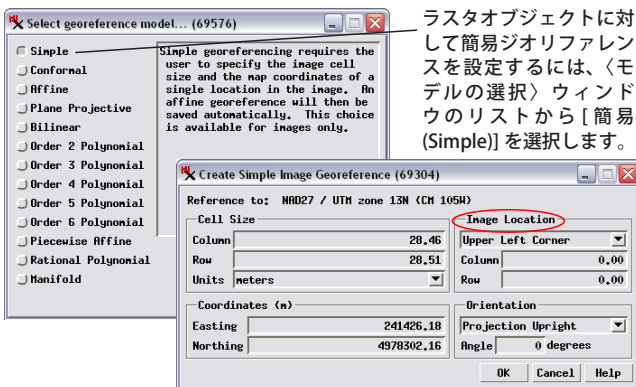 Select georeference model... (69576)
Simple
Conformal
Affine
Plane Projective
Bilinear
Order 2 Polynomial
Order 3 Polynomial
Order 4 Polynomial
Order 5 Polynomial
Order 6 Polynomial
Piecewise Affine
Rational Polynomial
Manifold
Simple georeferencing requires the
user to specify the image cell
size and the map coordinates of a
single location in the image. An
affine georeference will then be
saved automatically. This choice
is available for images only.
ラスタオブジェクトに対
して簡易ジオリファレン
スを設定するには、〈モ
デルの選択〉ウィンド
ウのリストから [ 簡易
(Simple)] を選択します。
Create Simple Image Georeference (69304)
Reference to: NAD27 / UTM zone 13N (CM 105W)
Cell Size
Column 28.46
Row 28.51
Units meters
Image Location
Upper Left Corner
Column 0.00
Row 0.00
Coordinates (m)
Easting 241426.18
Northing 4978302.16
Orientation
Projection Upright
Angle 0 degrees
OK Cancel Help